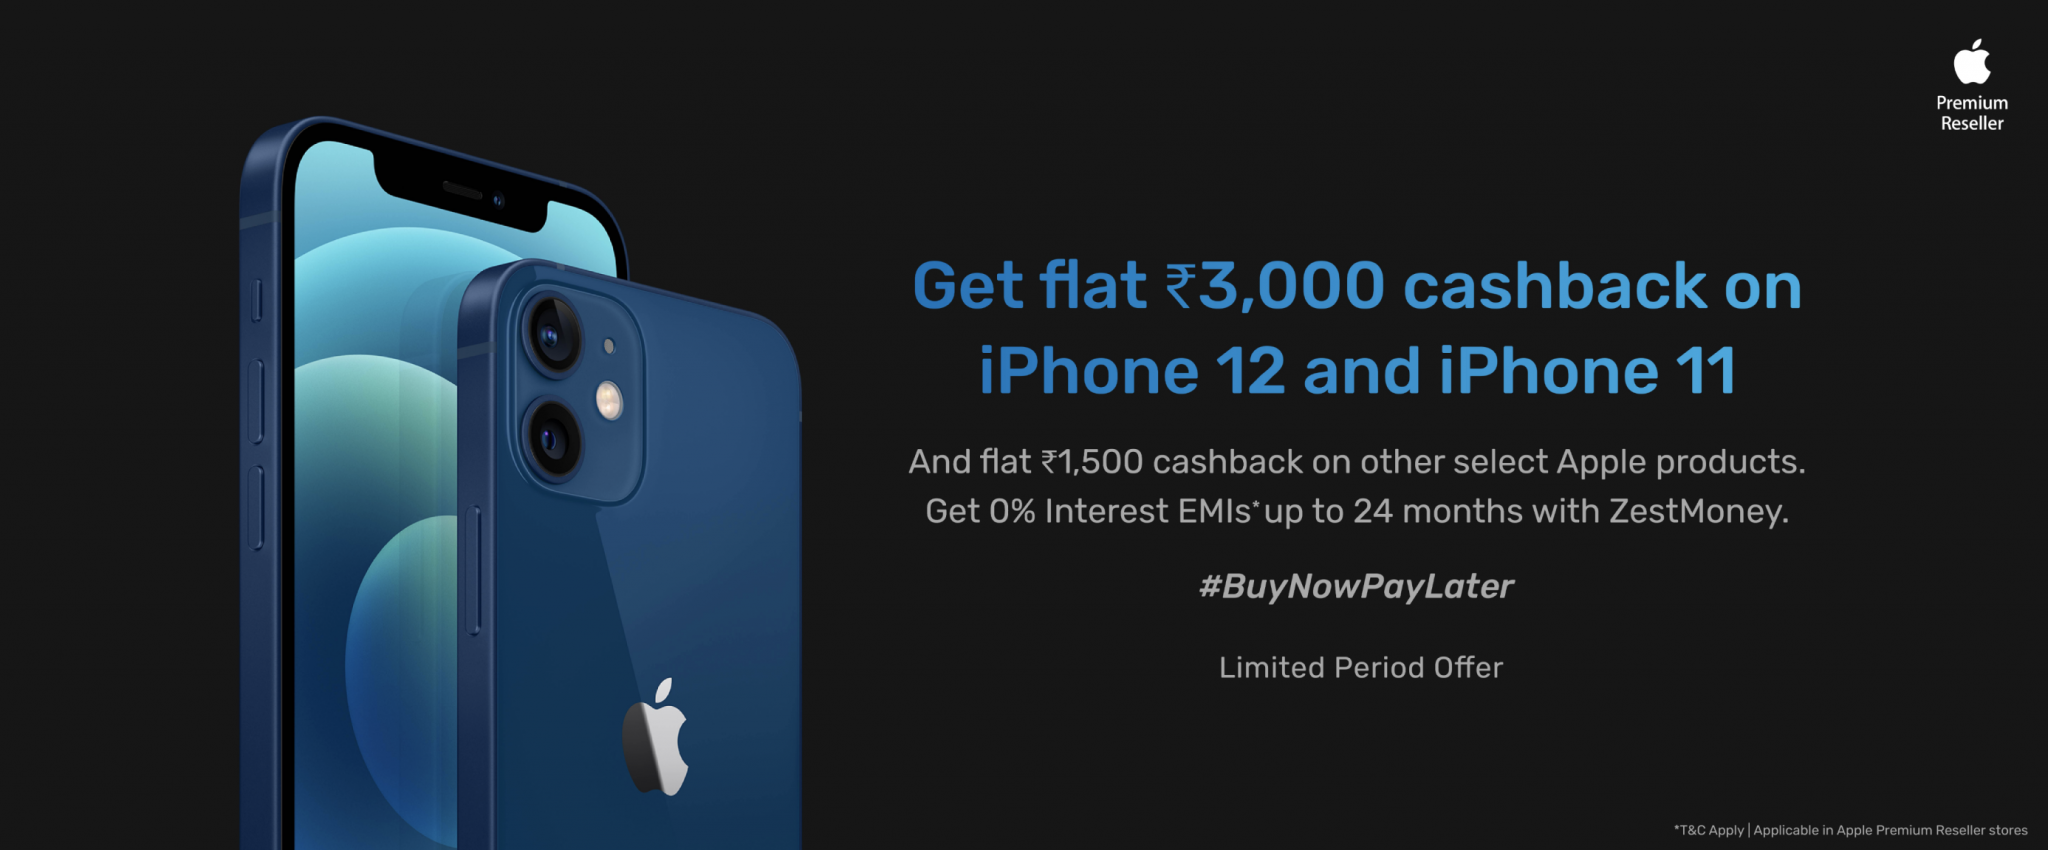 Premium
Reseller
Get flat ₹3,000 cashback on
iPhone 12 and iPhone 11
And flat ₹1,500 cashback on other select Apple products.
Get 0% Interest EMIs* up to 24 months with ZestMoney.
#BuyNowPayLater
Limited Period Offer
*T&C Apply | Applicable in Apple Premium Reseller stores